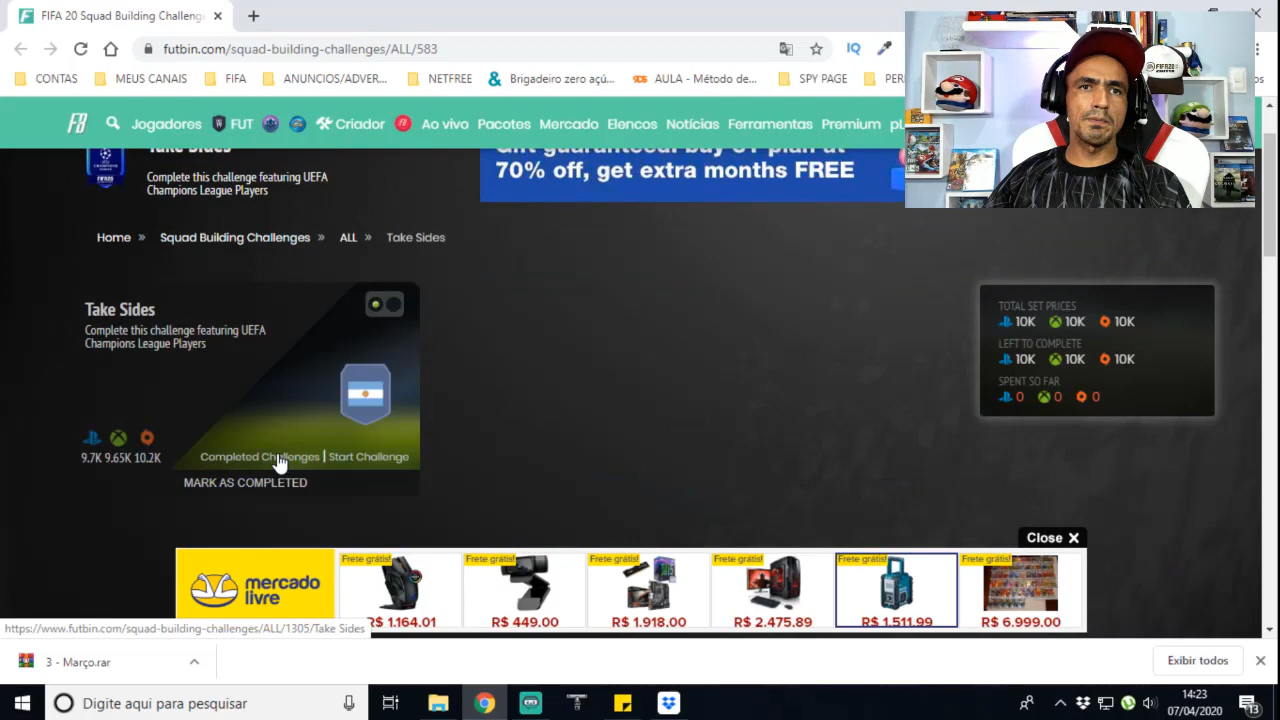 FIFA 20 Squad Building Challeng
futbin.com/squad-building-challenges/ALL/583
CONTAS
MEUS CANAIS
FIFA
ANUNCIOS/ADVER...
NETFREE
Brigadeiro zero açú...
AULA - Método de...
SPY PAGE
Jogadores
FUT
Criador
Ao vivo
Pacotes
Mercado
Elencos
Notícias
Ferramentas
Premium
Take Sides
Complete this challenge featuring UEFA
Champions League Players
70% off, get extra months FREE
Home » Squad Building Challenges » ALL » Take Sides
Take Sides
Complete this challenge featuring UEFA
Champions League Players
9.7K 9.65K 10.2K
Completed Challenges | Start Challenge
MARK AS COMPLETED
TOTAL SET PRICES
10K 10K 10K
LEFT TO COMPLETE
10K 10K 10K
SPENT SO FAR
0 0 0
Close X
mercado
livre
Frete grátis!
R$ 1.164.01
Frete grátis!
R$ 449.00
Frete grátis!
R$ 1.918.00
Frete grátis!
R$ 2.475.89
Frete grátis!
R$ 1.511.99
Frete grátis!
R$ 6.999.00
https://www.futbin.com/squad-building-challenges/ALL/1305/Take Sides
3 - Março.rar
Exibir todos
Digite aqui para pesquisar
14:23
07/04/2020
13